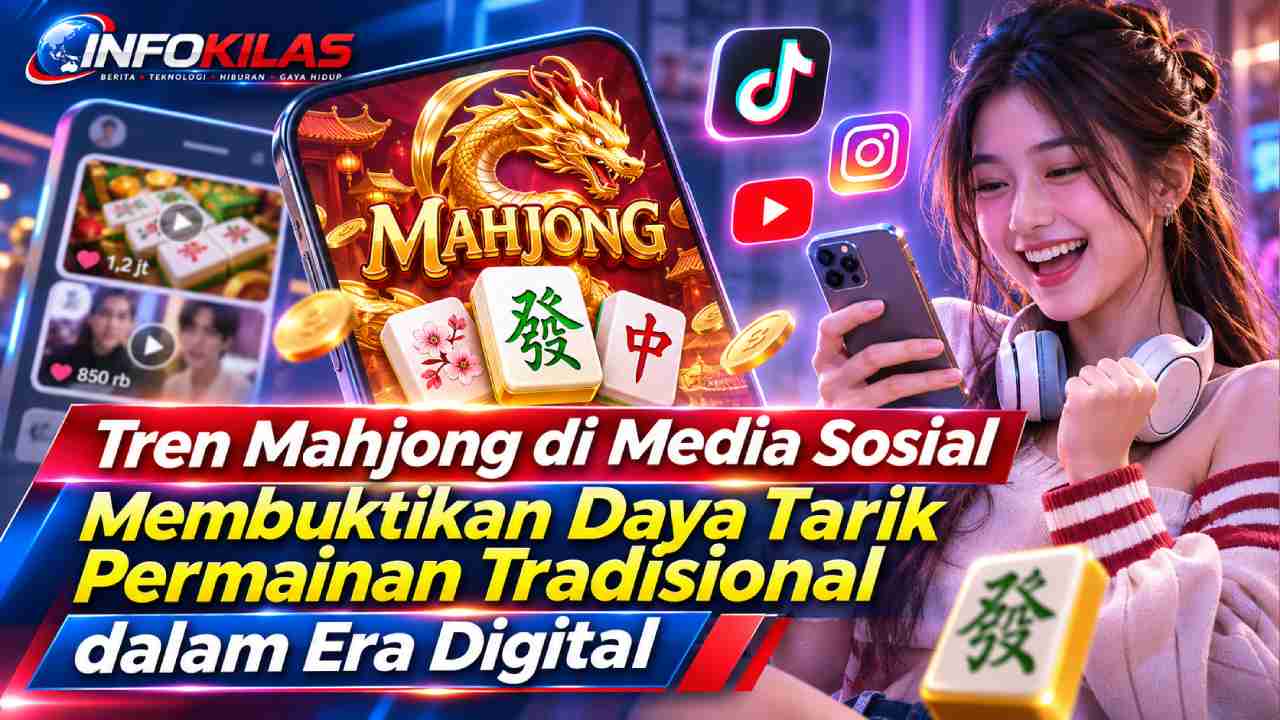 INFOKILAS
BERITA • TEKNOLOGI • HIBURAN • GAYA HIDUP
MAHJONG
發
中
1,2 jt
850 rb
Tren Mahjong di Media Sosial
Membuktikan Daya Tarik
Permainan Tradisional
dalam Era Digital
發